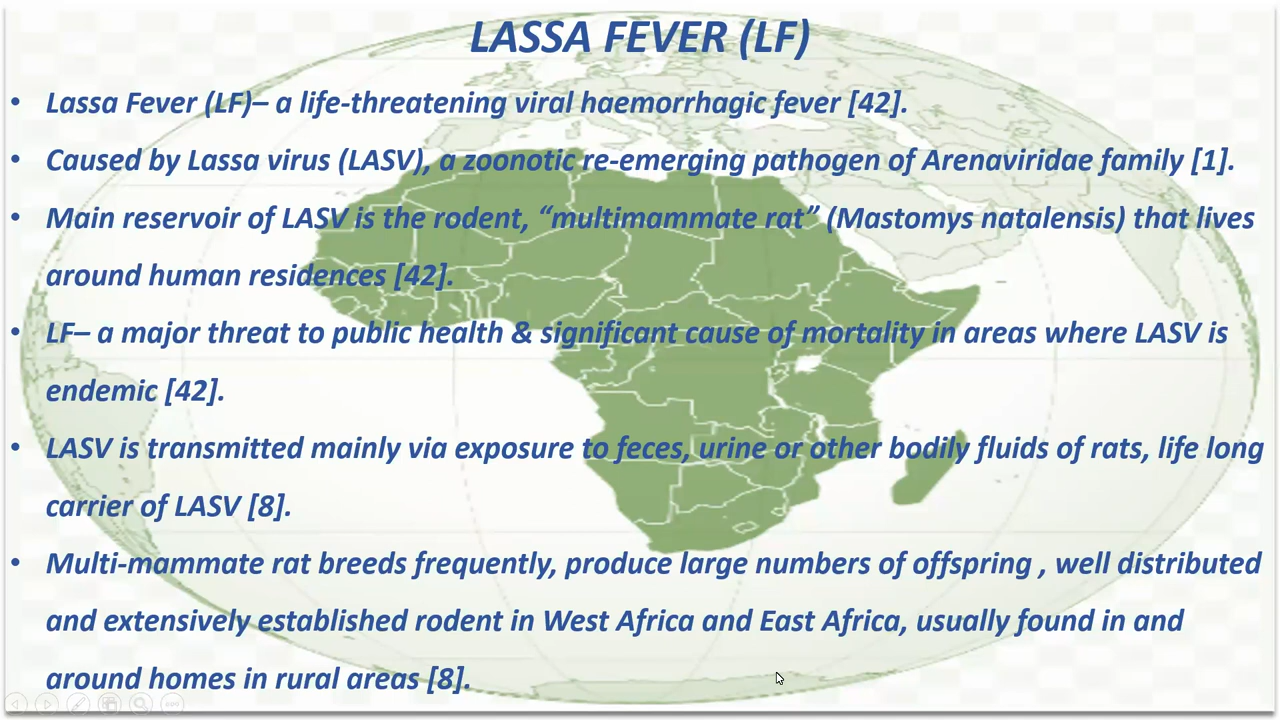 LASSA FEVER (LF)
• Lassa Fever (LF)– a life-threatening viral haemorrhagic fever [42].
• Caused by Lassa virus (LASV), a zoonotic re-emerging pathogen of Arenaviridae family [1].
• Main reservoir of LASV is the rodent, “multimammate rat” (Mastomys natalensis) that lives
around human residences [42].
• LF– a major threat to public health & significant cause of mortality in areas where LASV is
endemic [42].
• LASV is transmitted mainly via exposure to feces, urine or other bodily fluids of rats, life long
carrier of LASV [8].
• Multi-mammate rat breeds frequently, produce large numbers of offspring , well distributed
and extensively established rodent in West Africa and East Africa, usually found in and
around homes in rural areas [8].